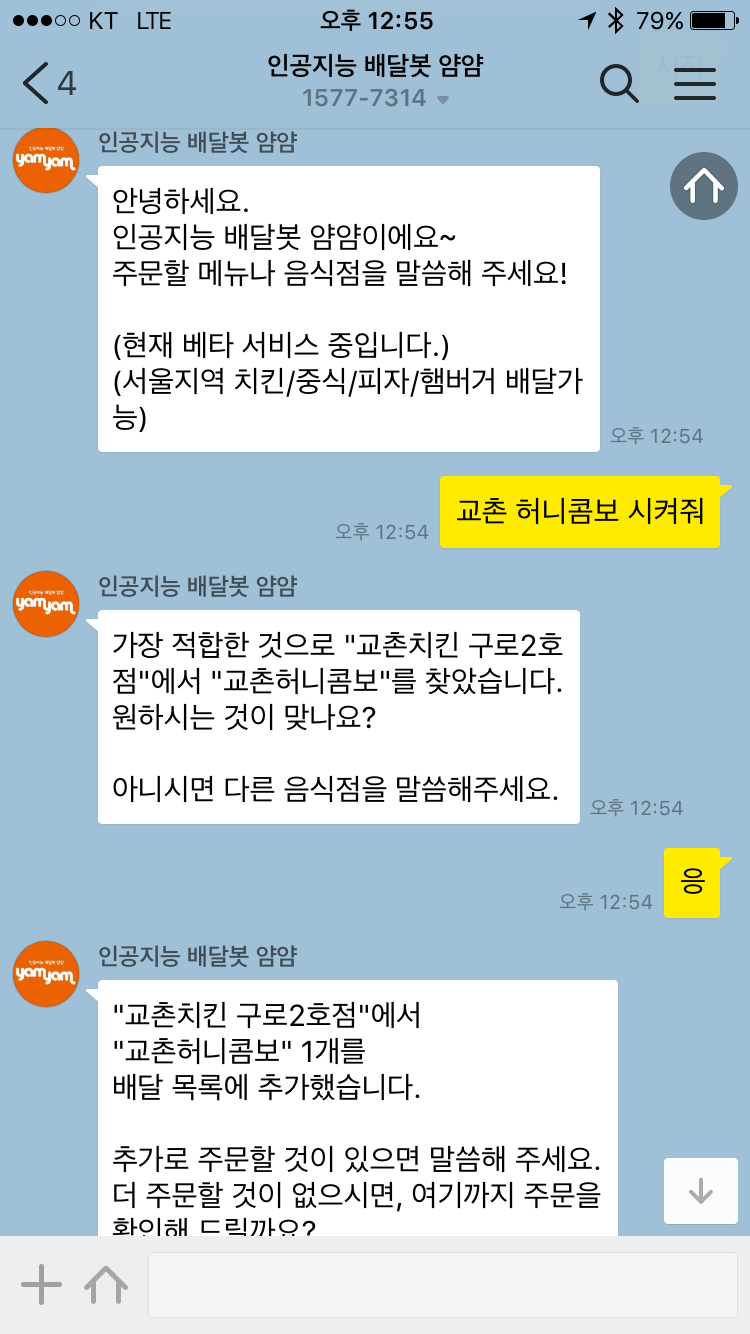 KT LTE 오후 12:55 79%
4 인공지능 배달봇 얌얌
1577-7314
인공지능 배달봇 얌얌
yamyam
안녕하세요.
인공지능 배달봇 얌얌이에요~
주문할 메뉴나 음식점을 말씀해 주세요!
(현재 베타 서비스 중입니다.)
(서울지역 치킨/중식/피자/햄버거 배달가
능)
오후 12:54
교촌 허니콤보 시켜줘
오후 12:54
인공지능 배달봇 얌얌
yamyam
가장 적합한 것으로 "교촌치킨 구로2호
점"에서 "교촌허니콤보"를 찾았습니다.
원하시는 것이 맞나요?
아니시면 다른 음식점을 말씀해주세요.
오후 12:54
응
오후 12:54
인공지능 배달봇 얌얌
yamyam
"교촌치킨 구로2호점"에서
"교촌허니콤보" 1개를
배달 목록에 추가했습니다.
추가로 주문할 것이 있으면 말씀해 주세요.
더 주문할 것이 없으시면, 여기까지 주문을
확인해 드릴까요?